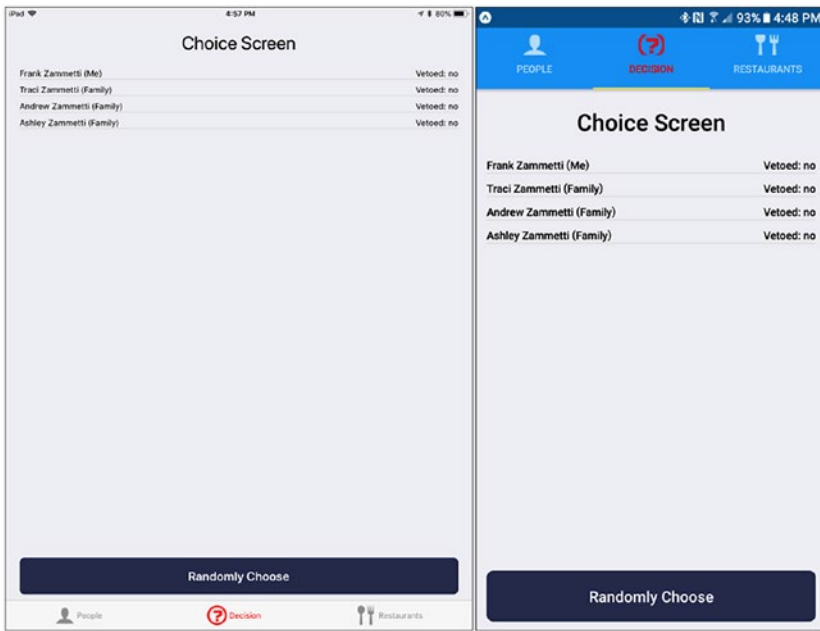 iPad 4:57 PM 80%
Choice Screen
Frank Zammetti (Me) Vetoed: no
Traci Zammetti (Family) Vetoed: no
Andrew Zammetti (Family) Vetoed: no
Ashley Zammetti (Family) Vetoed: no
Randomly Choose
People Decision Restaurants
93% 4:48 PM
PEOPLE DECISION RESTAURANTS
Choice Screen
Frank Zammetti (Me) Vetoed: no
Traci Zammetti (Family) Vetoed: no
Andrew Zammetti (Family) Vetoed: no
Ashley Zammetti (Family) Vetoed: no
Randomly Choose